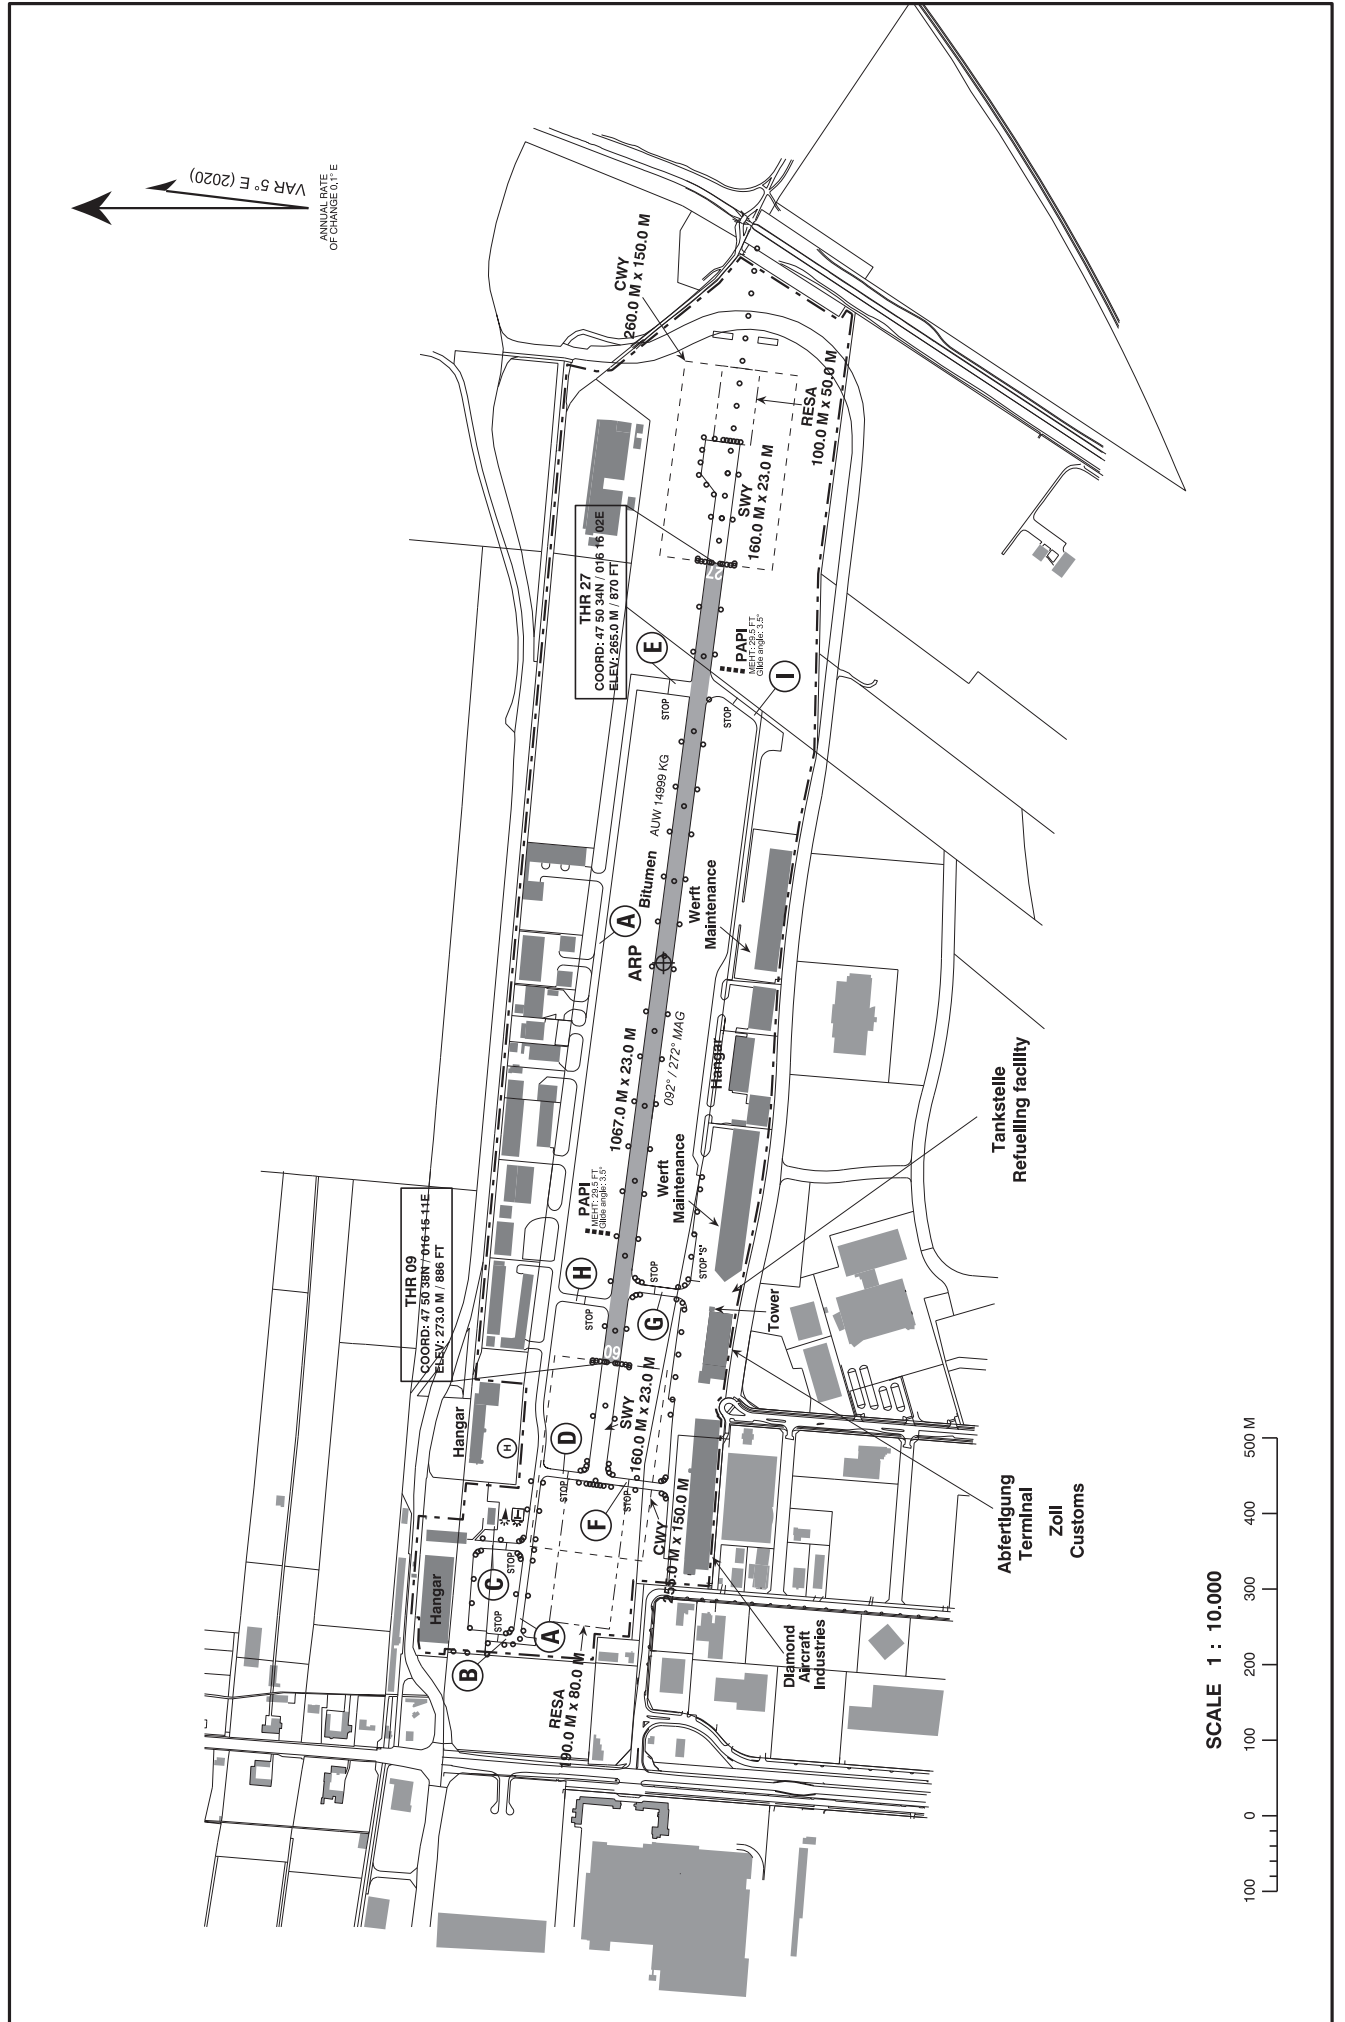 VAR 5° E (2020)
ANNUAL RATE
OF CHANGE 0,1° E
CWY
260.0 M x 150.0 M
RESA
100.0 M x 50.0 M
SWY
160.0 M x 23.0 M
THR 27
COORD: 47 50 34N / 016 16 02E
ELEV: 265.0 M / 870 FT
27
E
PAPI
MEHT: 29.5 FT
Glide angle: 3.5°
I
STOP
STOP
AUW 14999 KG
Bitumen
Werft
Maintenance
A
ARP
1067.0 M x 23.0 M
092° / 272° MAG
Hangar
Tankstelle
Refuelling facility
PAPI
MEHT: 29.5 FT
Glide angle: 3.5°
Werft
Maintenance
THR 09
COORD: 47 50 38N / 016 15 11E
ELEV: 273.0 M / 886 FT
H
STOP
STOP
STOP 'S'
G
Tower
09
SWY
160.0 M x 23.0 M
Hangar
H
D
STOP
STOP
F
CWY
255.0 M x 150.0 M
Abfertigung
Terminal
Zoll
Customs
T
Hangar
C
STOP
STOP
A
B
RESA
190.0 M x 80.0 M
Diamond
Aircraft
Industries
SCALE 1 : 10.000
100 0 100 200 300 400 500 M